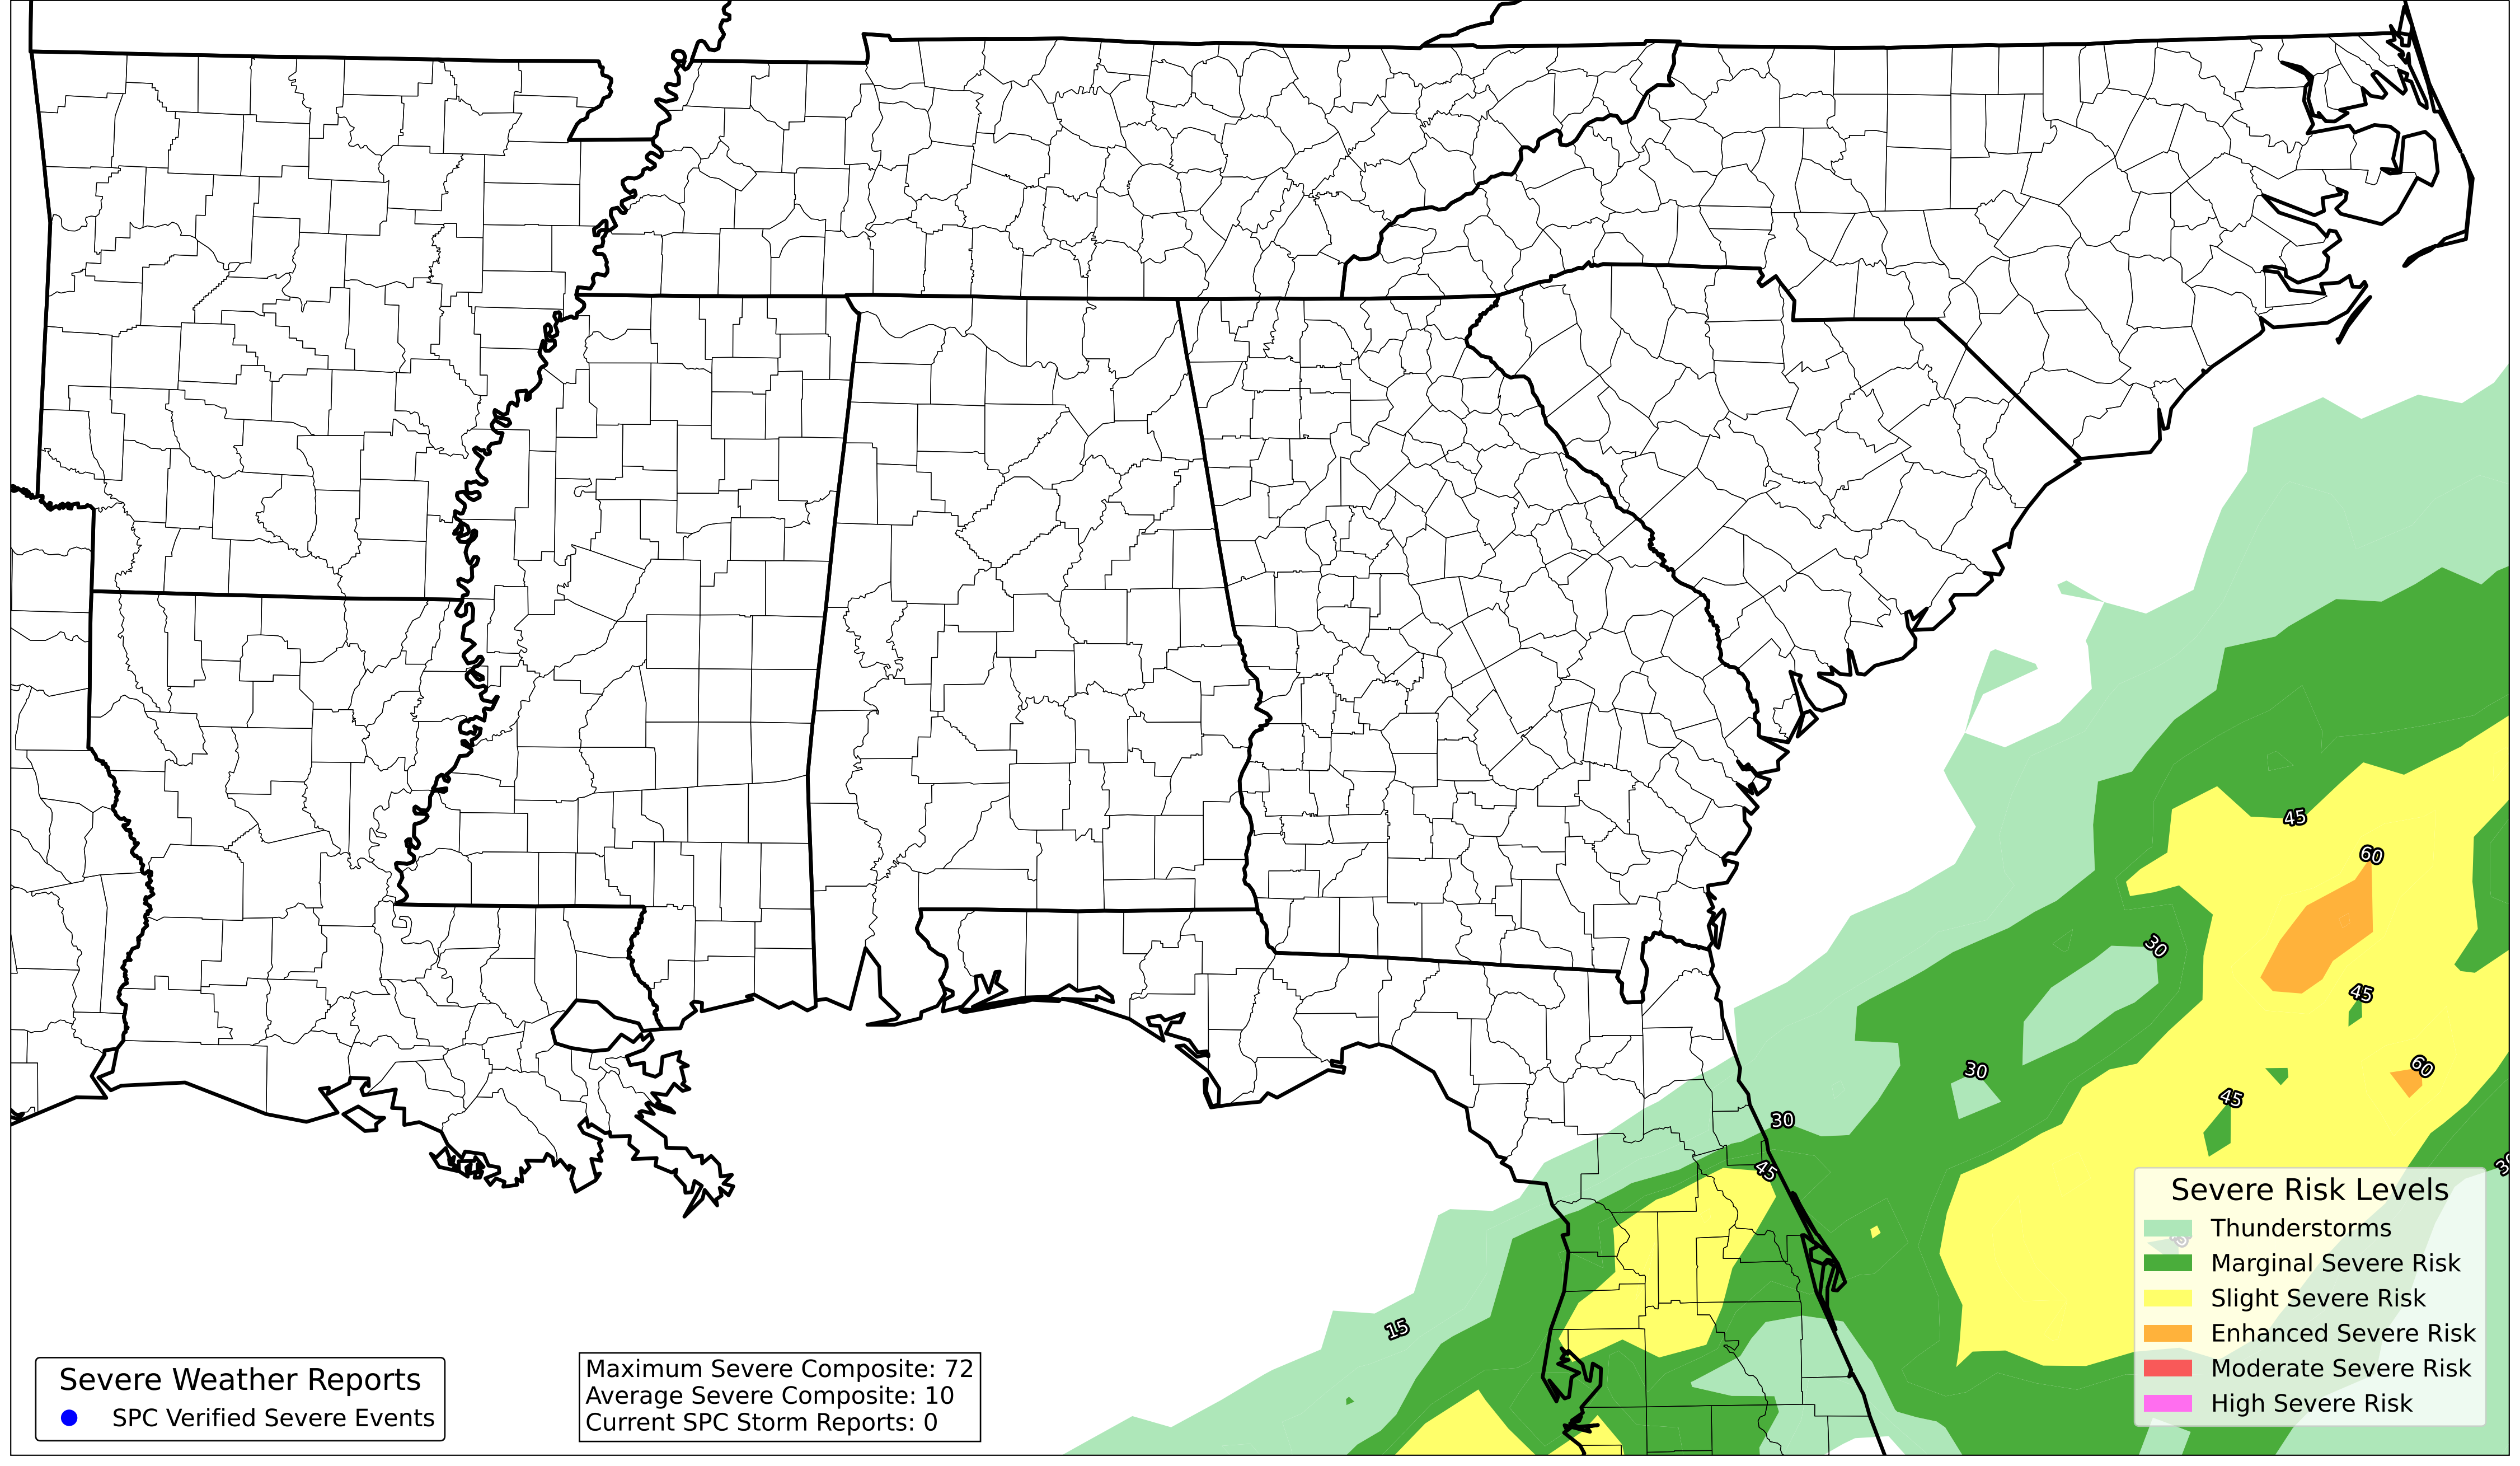 45
60
30
45
30
60
45
30
45
30
15
Severe Risk Levels
Thunderstorms
Marginal Severe Risk
Slight Severe Risk
Enhanced Severe Risk
Moderate Severe Risk
High Severe Risk
Severe Weather Reports
SPC Verified Severe Events
Maximum Severe Composite: 72
Average Severe Composite: 10
Current SPC Storm Reports: 0